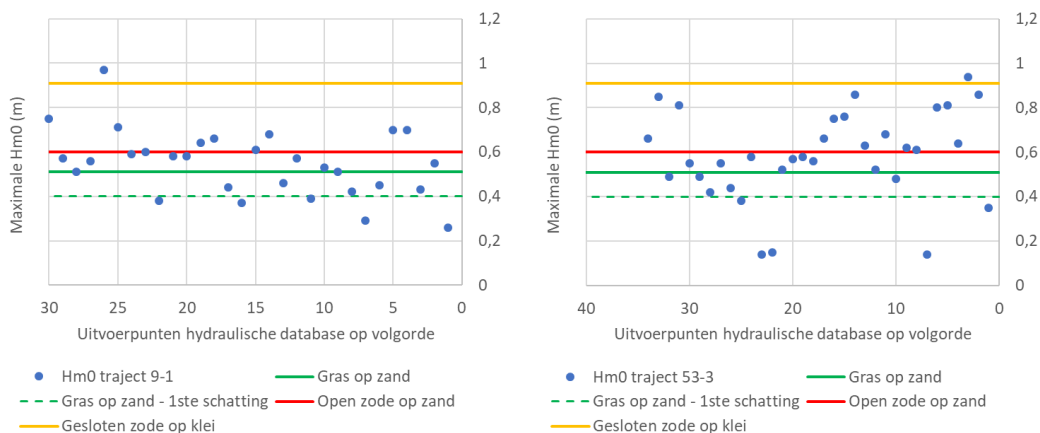 1,2
1
0,8
0,6
0,4
0,2
0
Maximale Hm0 (m)
30 25 20 15 10 5 0
Uitvoerpunten hydraulische database op volgorde
Hm0 traject 9-1 Gras op zand
Gras op zand - 1ste schatting Open zode op zand
Gesloten zode op klei
1,2
1
0,8
0,6
0,4
0,2
0
Maximale Hm0 (m)
40 30 20 10 0
Uitvoerpunten hydraulische database op volgorde
Hm0 traject 53-3 Gras op zand
Gras op zand - 1ste schatting Open zode op zand
Gesloten zode op klei